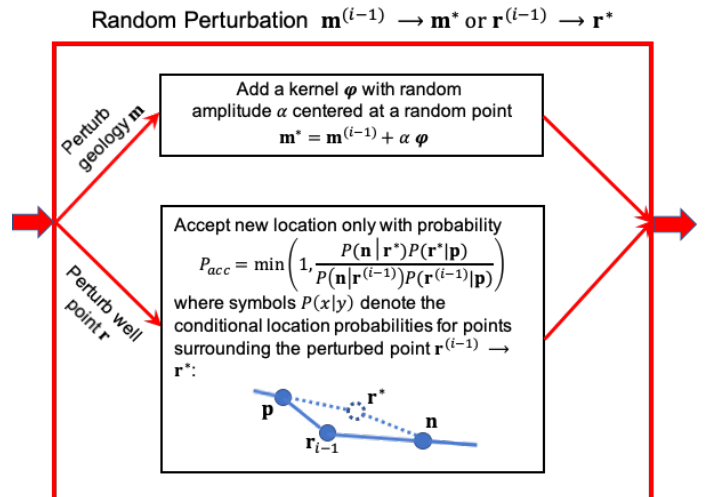 Random Perturbation 𝐦⁽ⁱ⁻¹⁾ → 𝐦* or 𝐫⁽ⁱ⁻¹⁾ → 𝐫*
Perturb
geology 𝐦
Add a kernel 𝝋 with random
amplitude 𝛼 centered at a random point
𝐦* = 𝐦⁽ⁱ⁻¹⁾ + 𝛼 𝝋
Perturb well
point 𝐫
Accept new location only with probability
P_acc = min(1, P(𝐧|𝐫*)P(𝐫*|𝐩) / P(𝐧|𝐫⁽ⁱ⁻¹⁾)P(𝐫⁽ⁱ⁻¹⁾|𝐩))
where symbols P(x|y) denote the
conditional location probabilities for points
surrounding the perturbed point 𝐫⁽ⁱ⁻¹⁾ →
𝐫*:
𝐫*
𝐩
𝐧
𝐫ᵢ₋₁